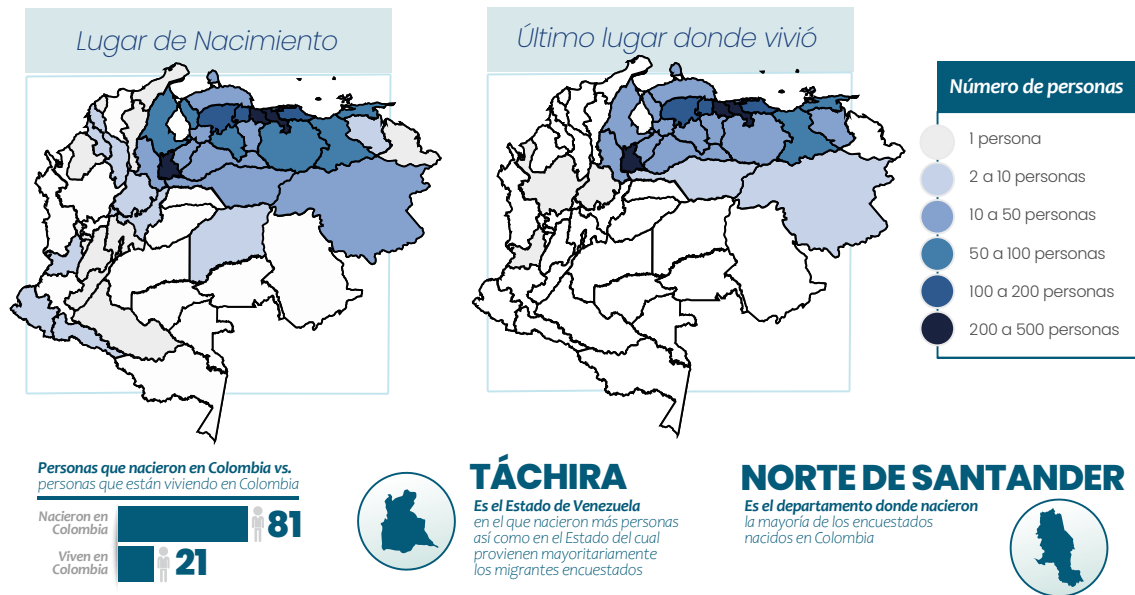 Lugar de Nacimiento
Último lugar donde vivió
Número de personas
1 persona
2 a 10 personas
10 a 50 personas
50 a 100 personas
100 a 200 personas
200 a 500 personas
Personas que nacieron en Colombia vs.
personas que están viviendo en Colombia
Nacieron en
Colombia
81
Viven en
Colombia
21
TÁCHIRA
Es el Estado de Venezuela
en el que nacieron más personas
así como en el Estado del cual
provienen mayoritariamente
los migrantes encuestados
NORTE DE SANTANDER
Es el departamento donde nacieron
la mayoría de los encuestados
nacidos en Colombia